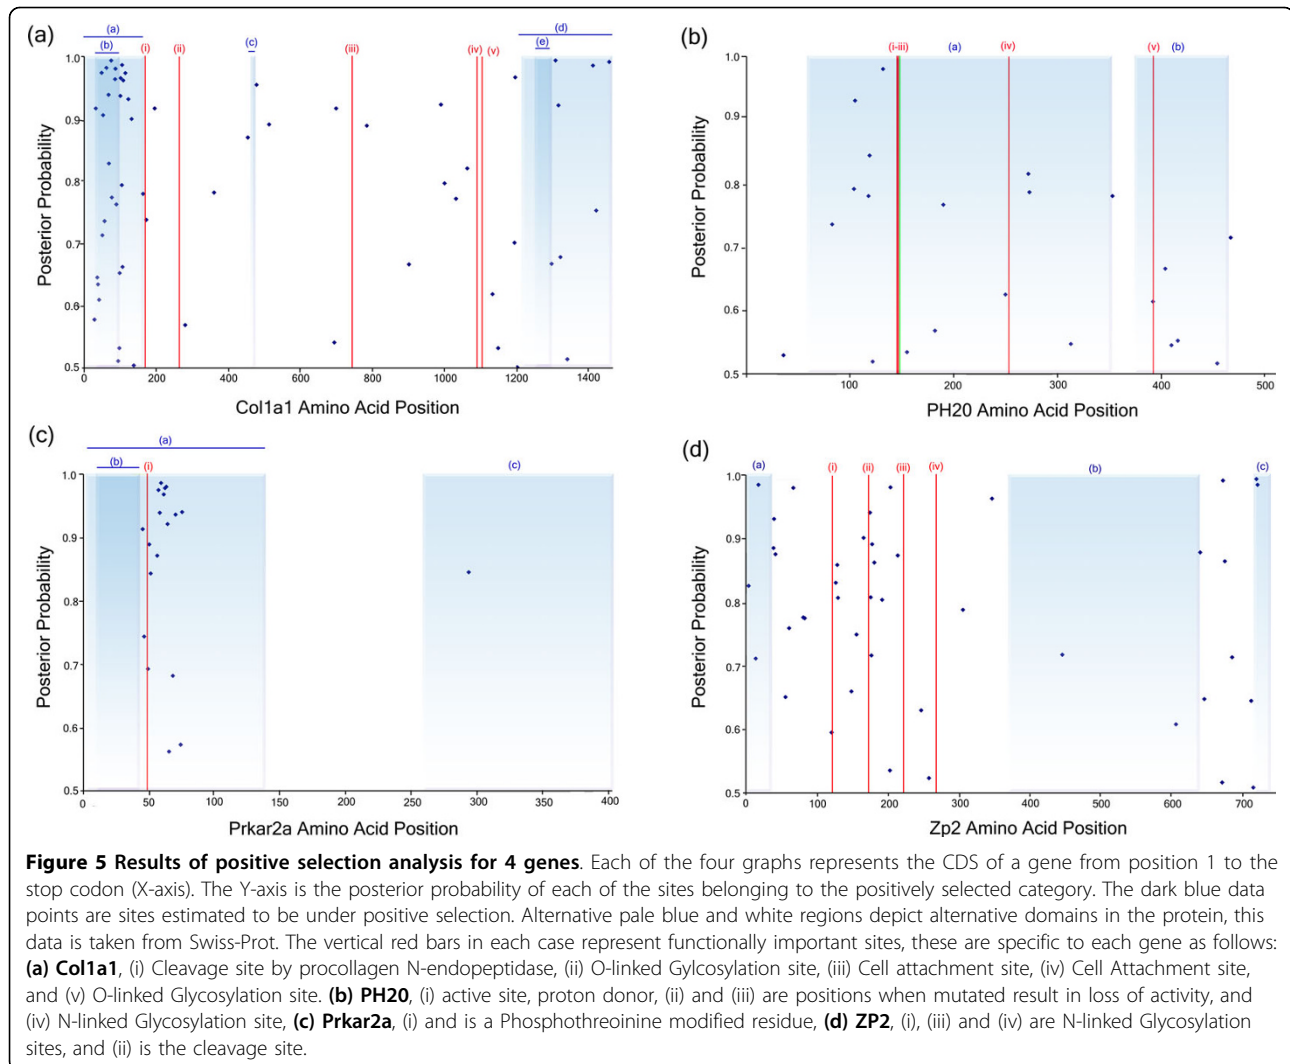 (a)
(a)
(b)
(i)
(ii)
(c)
(iii)
(iv)
(v)
(d)
(e)
1.0
0.9
0.8
0.7
0.6
0.5
Posterior Probability
0
200
400
600
800
1000
1200
1400
Col1a1 Amino Acid Position
(b)
(i-iii)
(a)
(iv)
(v)
(b)
1.0
0.9
0.8
0.7
0.6
0.5
Posterior Probability
100
200
300
400
500
PH20 Amino Acid Position
(c)
(a)
(b)
(i)
(c)
1.0
0.9
0.8
0.7
0.6
0.5
Posterior Probability
0
50
100
150
200
250
300
350
400
Prkar2a Amino Acid Position
(d)
(a)
(i)
(ii)
(iii)
(iv)
(b)
(c)
1.0
0.9
0.8
0.7
0.6
0.5
Posterior Probability
0
100
200
300
400
500
600
700
Zp2 Amino Acid Position
Figure 5 Results of positive selection analysis for 4 genes. Each of the four graphs represents the CDS of a gene from position 1 to the
stop codon (X-axis). The Y-axis is the posterior probability of each of the sites belonging to the positively selected category. The dark blue data
points are sites estimated to be under positive selection. Alternative pale blue and white regions depict alternative domains in the protein, this
data is taken from Swiss-Prot. The vertical red bars in each case represent functionally important sites, these are specific to each gene as follows:
(a) Col1a1, (i) Cleavage site by procollagen N-endopeptidase, (ii) O-linked Gylcosylation site, (iii) Cell attachment site, (iv) Cell Attachment site,
and (v) O-linked Glycosylation site. (b) PH20, (i) active site, proton donor, (ii) and (iii) are positions when mutated result in loss of activity, and
(iv) N-linked Glycosylation site, (c) Prkar2a, (i) and is a Phosphothreoinine modified residue, (d) ZP2, (i), (iii) and (iv) are N-linked Glycosylation
sites, and (ii) is the cleavage site.